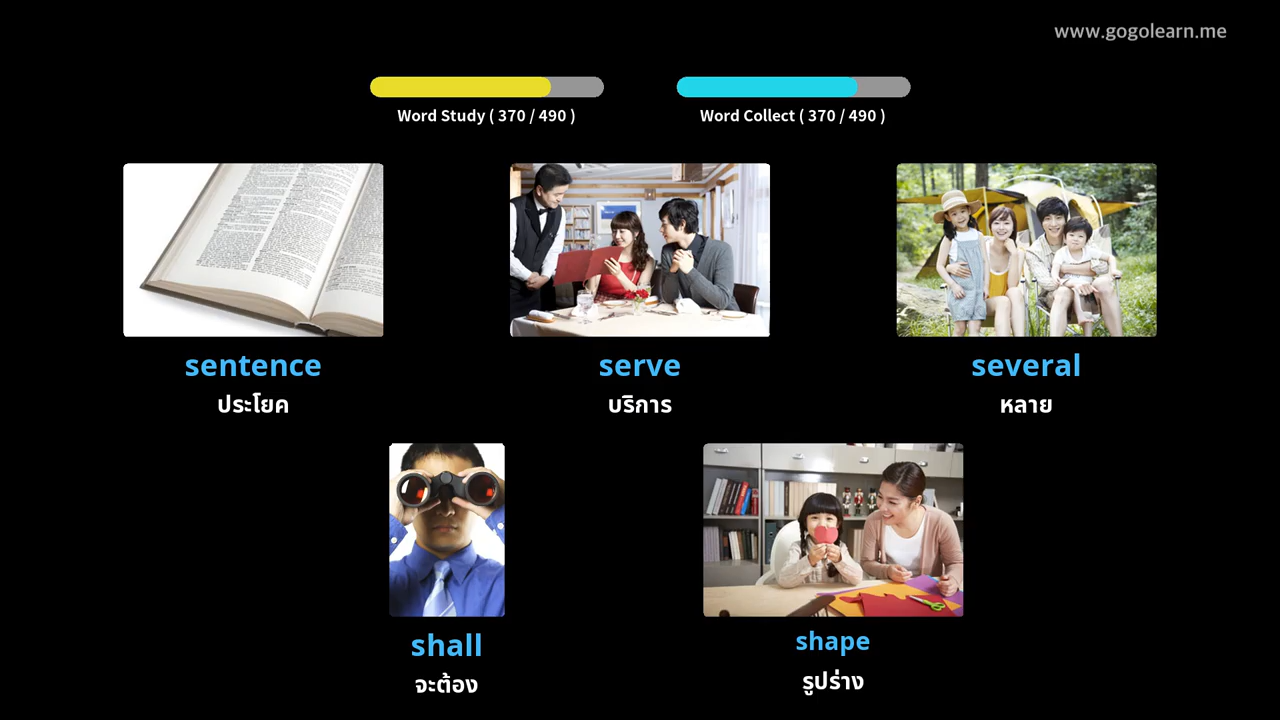 www.gogolearn.me
Word Study ( 370 / 490 )
Word Collect ( 370 / 490 )
sentence
ประโยค
serve
บริการ
several
หลาย
shall
จะต้อง
shape
รูปร่าง